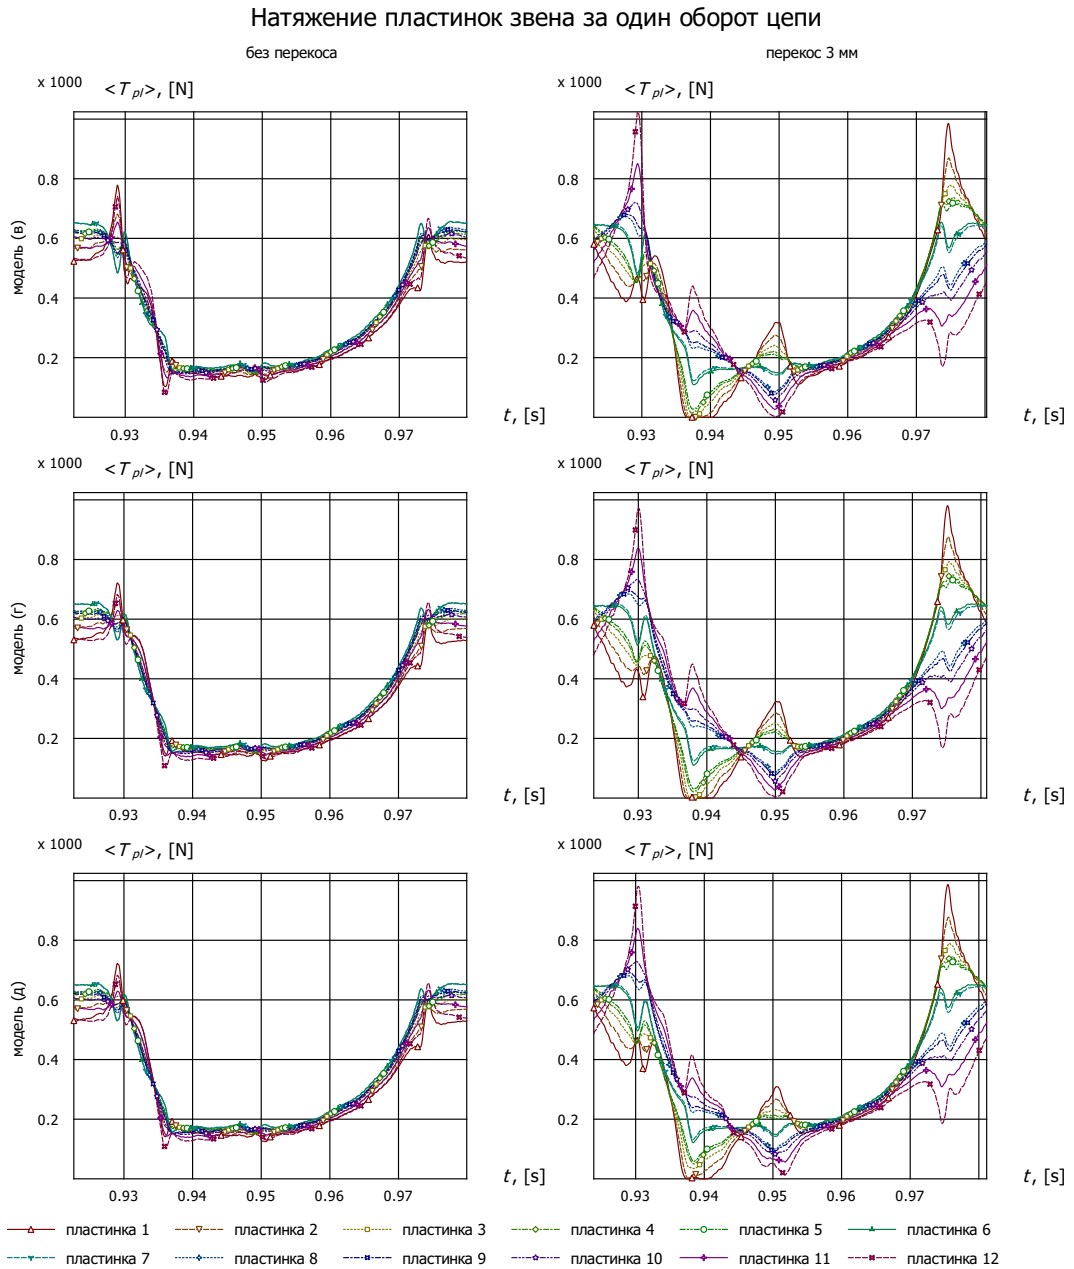 Натяжение пластинок звена за один оборот цепи
без перекоса
перекос 3 мм
x 1000 <T pl>, [N]
x 1000 <T pl>, [N]
модель (в)
0.8
0.6
0.4
0.2
0.93 0.94 0.95 0.96 0.97
t, [s]
0.8
0.6
0.4
0.2
0.93 0.94 0.95 0.96 0.97
t, [s]
x 1000 <T pl>, [N]
x 1000 <T pl>, [N]
модель (г)
0.8
0.6
0.4
0.2
0.93 0.94 0.95 0.96 0.97
t, [s]
0.8
0.6
0.4
0.2
0.93 0.94 0.95 0.96 0.97
t, [s]
x 1000 <T pl>, [N]
x 1000 <T pl>, [N]
модель (д)
0.8
0.6
0.4
0.2
0.93 0.94 0.95 0.96 0.97
t, [s]
0.8
0.6
0.4
0.2
0.93 0.94 0.95 0.96 0.97
t, [s]
пластинка 1 пластинка 2 пластинка 3 пластинка 4 пластинка 5 пластинка 6
пластинка 7 пластинка 8 пластинка 9 пластинка 10 пластинка 11 пластинка 12